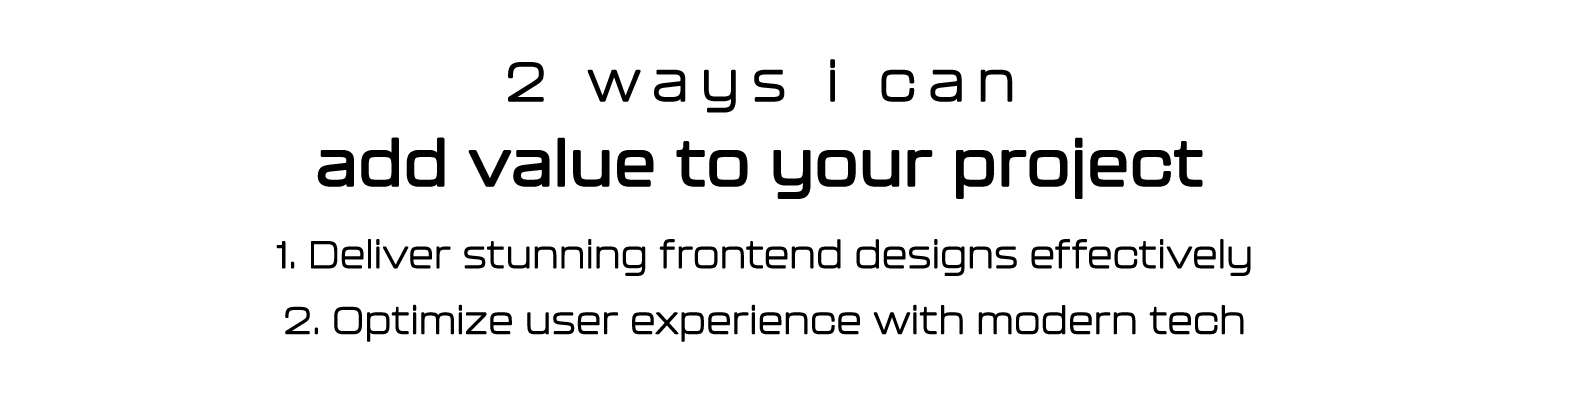 2 ways i can
add value to your project
1. Deliver stunning frontend designs effectively
2. Optimize user experience with modern tech